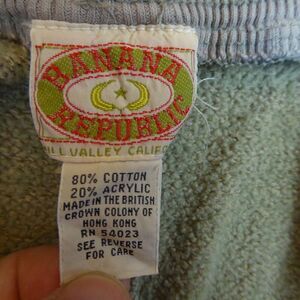 BANANA
REPUBLIC
MILL VALLEY CALIFO
80% COTTON
20% ACRYLIC
MADE IN THE BRITISH
CROWN COLONY OF
HONG KONG
RN 54023
SEE REVERSE
FOR CARE